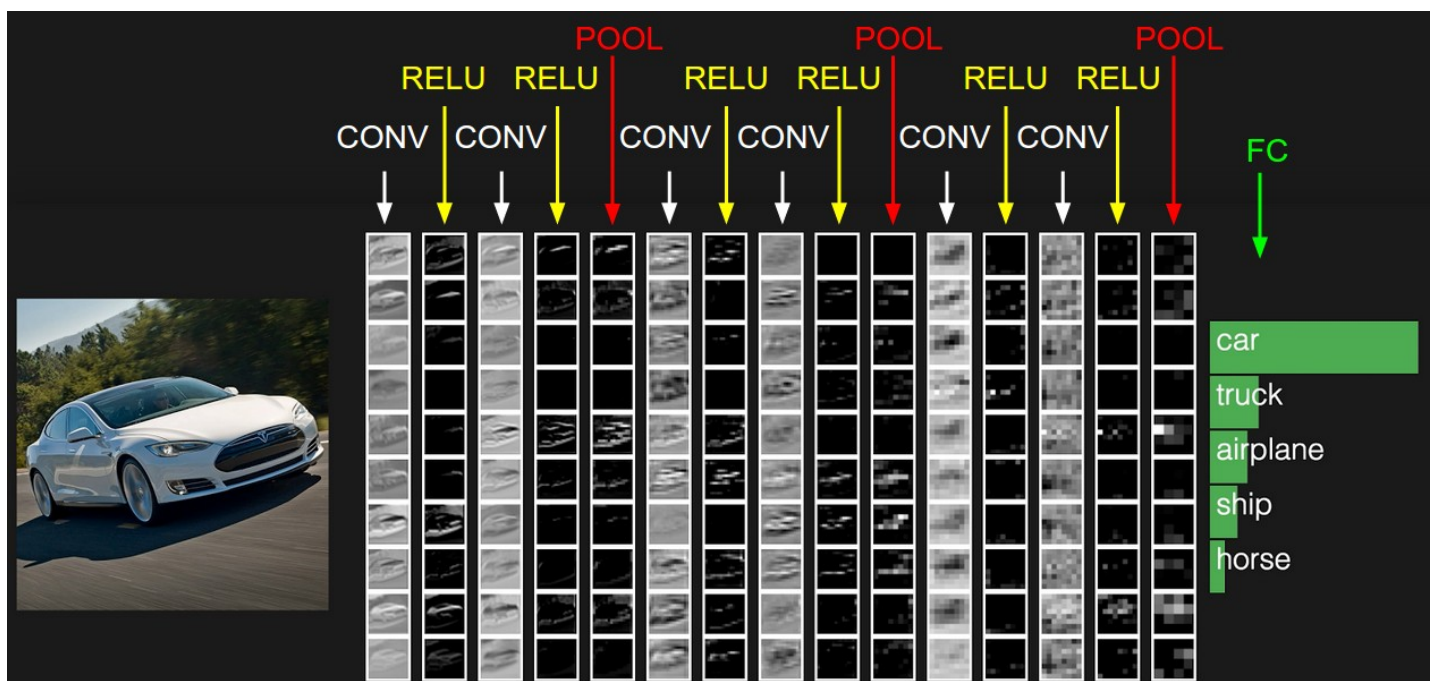 POOL POOL POOL
RELU RELU RELU RELU RELU RELU
CONV CONV CONV CONV CONV CONV
FC
car
truck
airplane
ship
horse